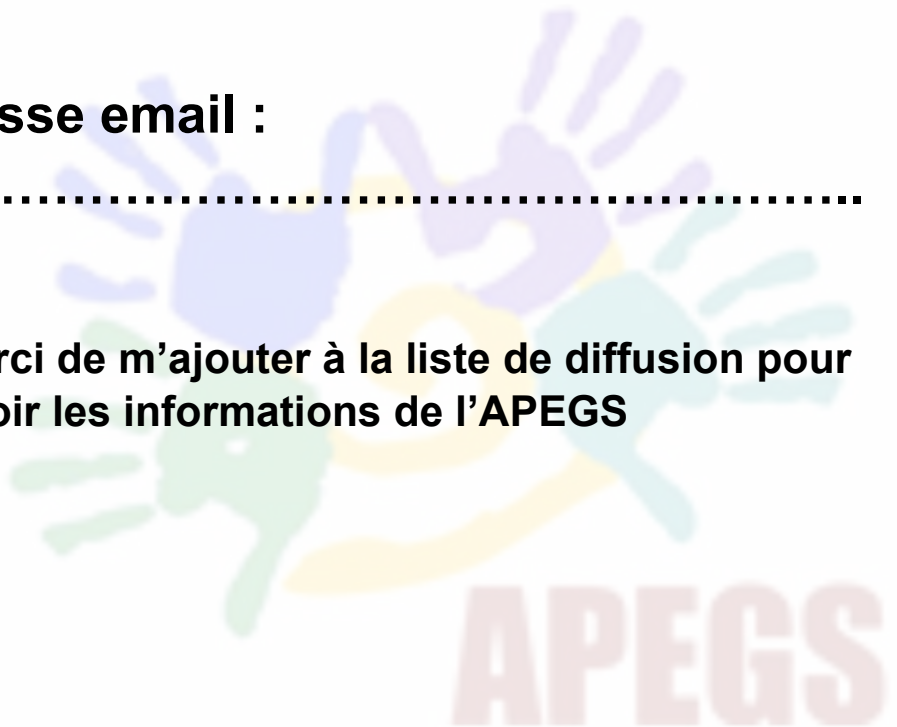 sse email :
…………………………………………………..
rci de m’ajouter à la liste de diffusion pour
oir les informations de l’APEGS
APEGS